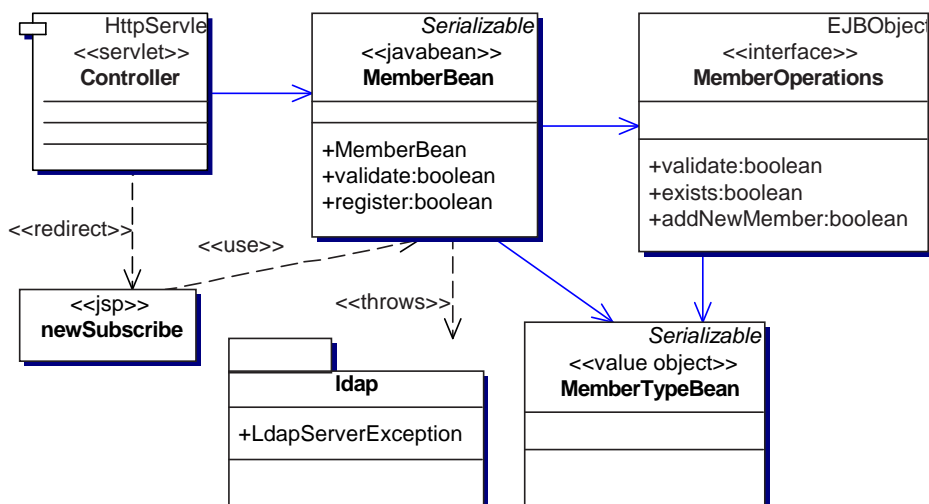 HttpServle
<<servlet>>
Controller
Serializable
<<javabean>>
MemberBean
+MemberBean
+validate:boolean
+register:boolean
EJBObject
<<interface>>
MemberOperations
+validate:boolean
+exists:boolean
+addNewMember:boolean
<<redirect>>
<<use>>
<<throws>>
<<jsp>>
newSubscribe
ldap
+LdapServerException
Serializable
<<value object>>
MemberTypeBean